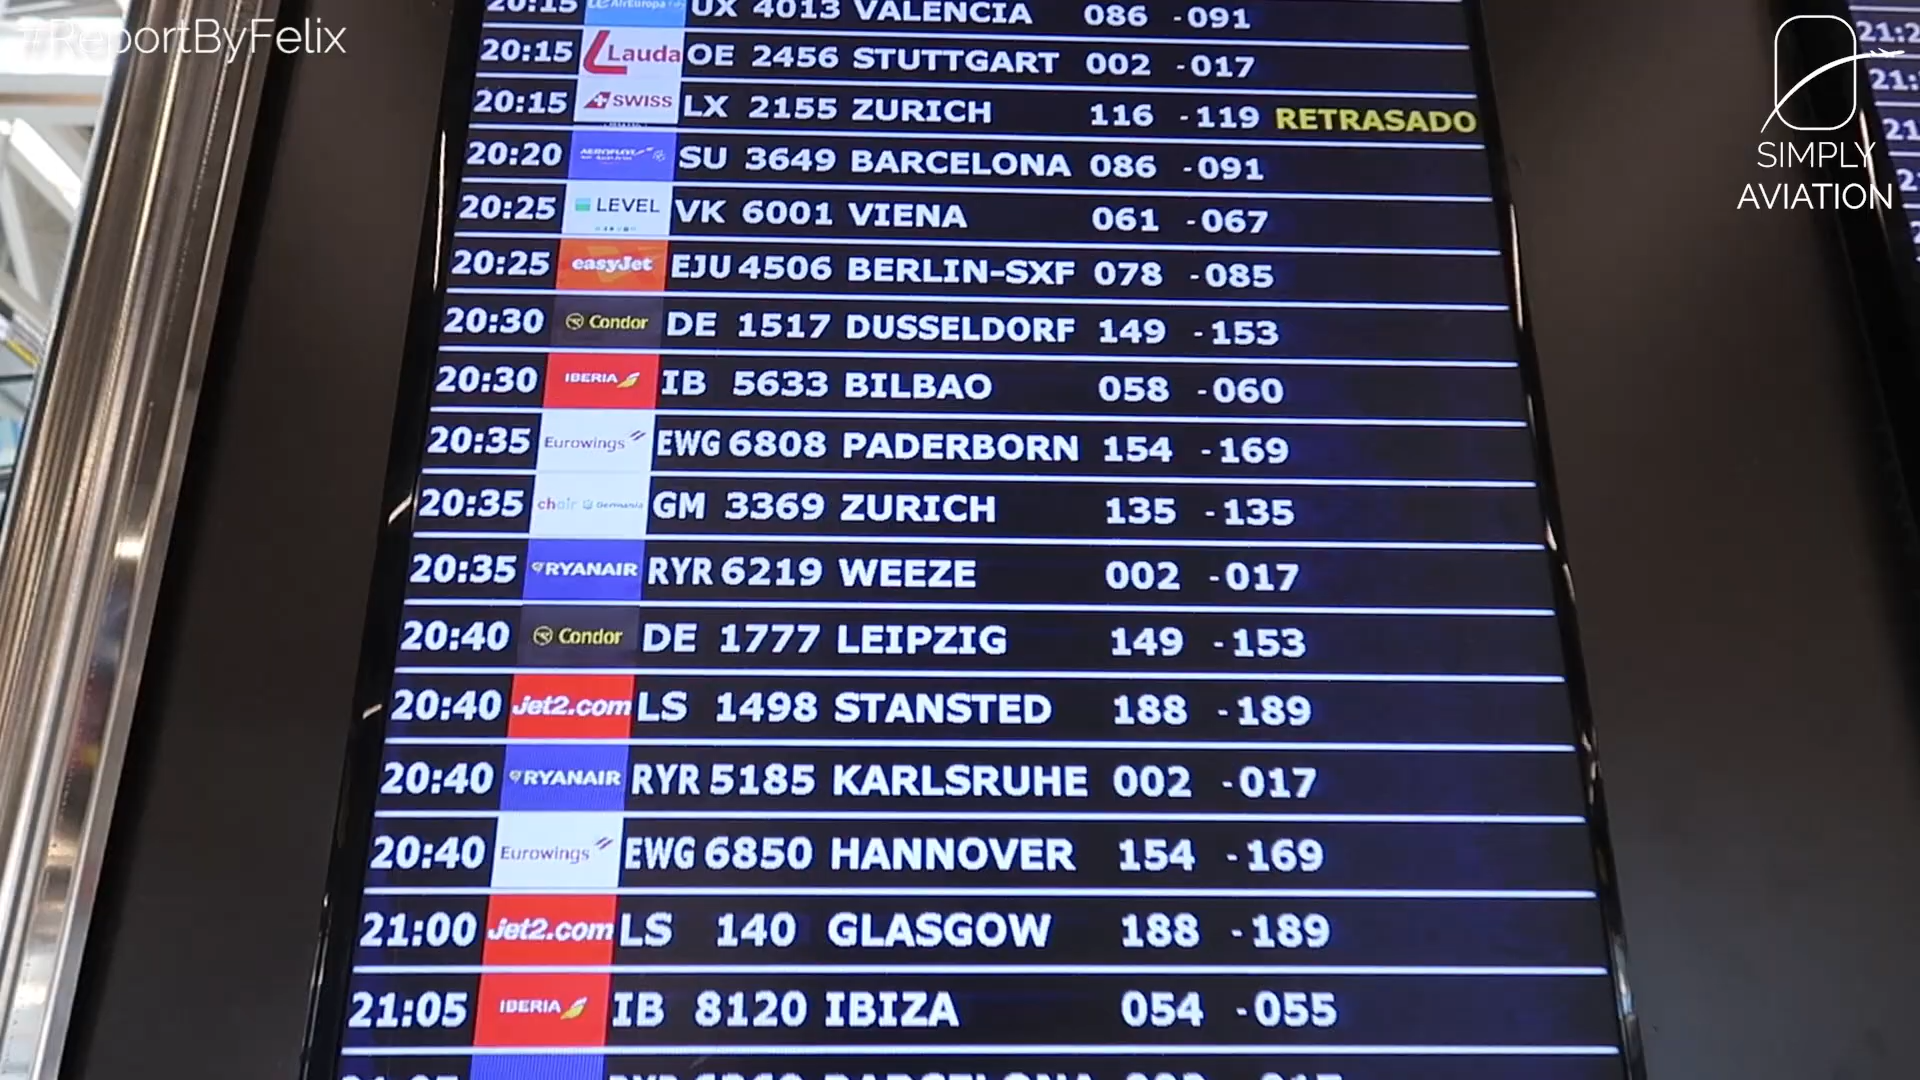 #ReportByFelix
SIMPLY
AVIATION
20:15 AirEuropa UX 4013 VALENCIA 086 -091
20:15 Lauda OE 2456 STUTTGART 002 -017
20:15 SWISS LX 2155 ZURICH 116 -119 RETRASADO
20:20 AEROFLOT SU 3649 BARCELONA 086 -091
20:25 LEVEL VK 6001 VIENA 061 -067
20:25 easyJet EJU 4506 BERLIN-SXF 078 -085
20:30 Condor DE 1517 DUSSELDORF 149 -153
20:30 IBERIA IB 5633 BILBAO 058 -060
20:35 Eurowings EWG 6808 PADERBORN 154 -169
20:35 chair Germania GM 3369 ZURICH 135 -135
20:35 RYANAIR RYR 6219 WEEZE 002 -017
20:40 Condor DE 1777 LEIPZIG 149 -153
20:40 Jet2.com LS 1498 STANSTED 188 -189
20:40 RYANAIR RYR 5185 KARLSRUHE 002 -017
20:40 Eurowings EWG 6850 HANNOVER 154 -169
21:00 Jet2.com LS 140 GLASGOW 188 -189
21:05 IBERIA IB 8120 IBIZA 054 -055